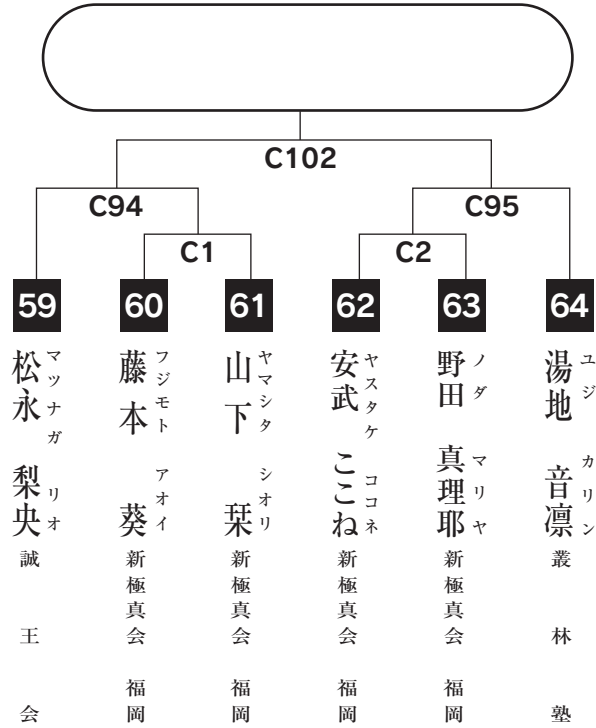 C102
C94
C95
C1
C2
59
60
61
62
63
64
松永 梨央
マツナガ リオ
誠王会
藤本 葵
フジモト アオイ
新極真会 福岡
山下 栞
ヤマシタ シオリ
新極真会 福岡
安武 ここね
ヤスタケ ココネ
新極真会 福岡
野田 真理耶
ノダ マリヤ
新極真会 福岡
湯地 音凛
ユジ カリン
叢林塾